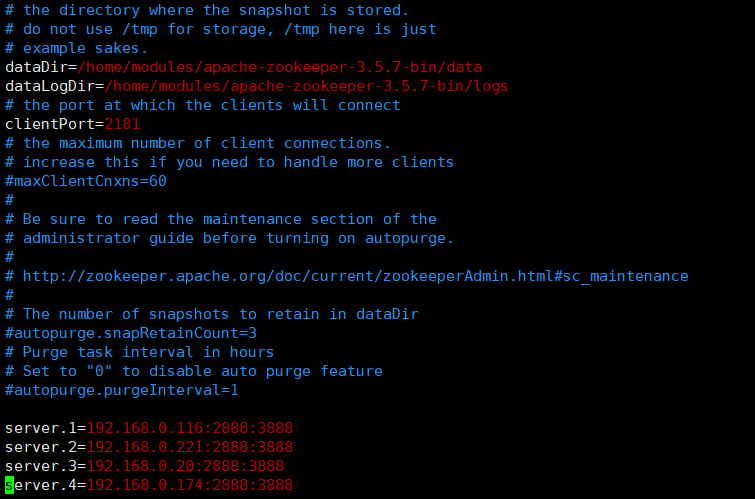 # the directory where the snapshot is stored.
# do not use /tmp for storage, /tmp here is just
# example sakes.
dataDir=/home/modules/apache-zookeeper-3.5.7-bin/data
dataLogDir=/home/modules/apache-zookeeper-3.5.7-bin/logs
# the port at which the clients will connect
clientPort=2181
# the maximum number of client connections.
# increase this if you need to handle more clients
#maxClientCnxns=60
#
# Be sure to read the maintenance section of the
# administrator guide before turning on autopurge.
#
# http://zookeeper.apache.org/doc/current/zookeeperAdmin.html#sc_maintenance
#
# The number of snapshots to retain in dataDir
#autopurge.snapRetainCount=3
# Purge task interval in hours
# Set to "0" to disable auto purge feature
#autopurge.purgeInterval=1

server.1=192.168.0.116:2888:3888
server.2=192.168.0.221:2888:3888
server.3=192.168.0.20:2888:3888
server.4=192.168.0.174:2888:3888